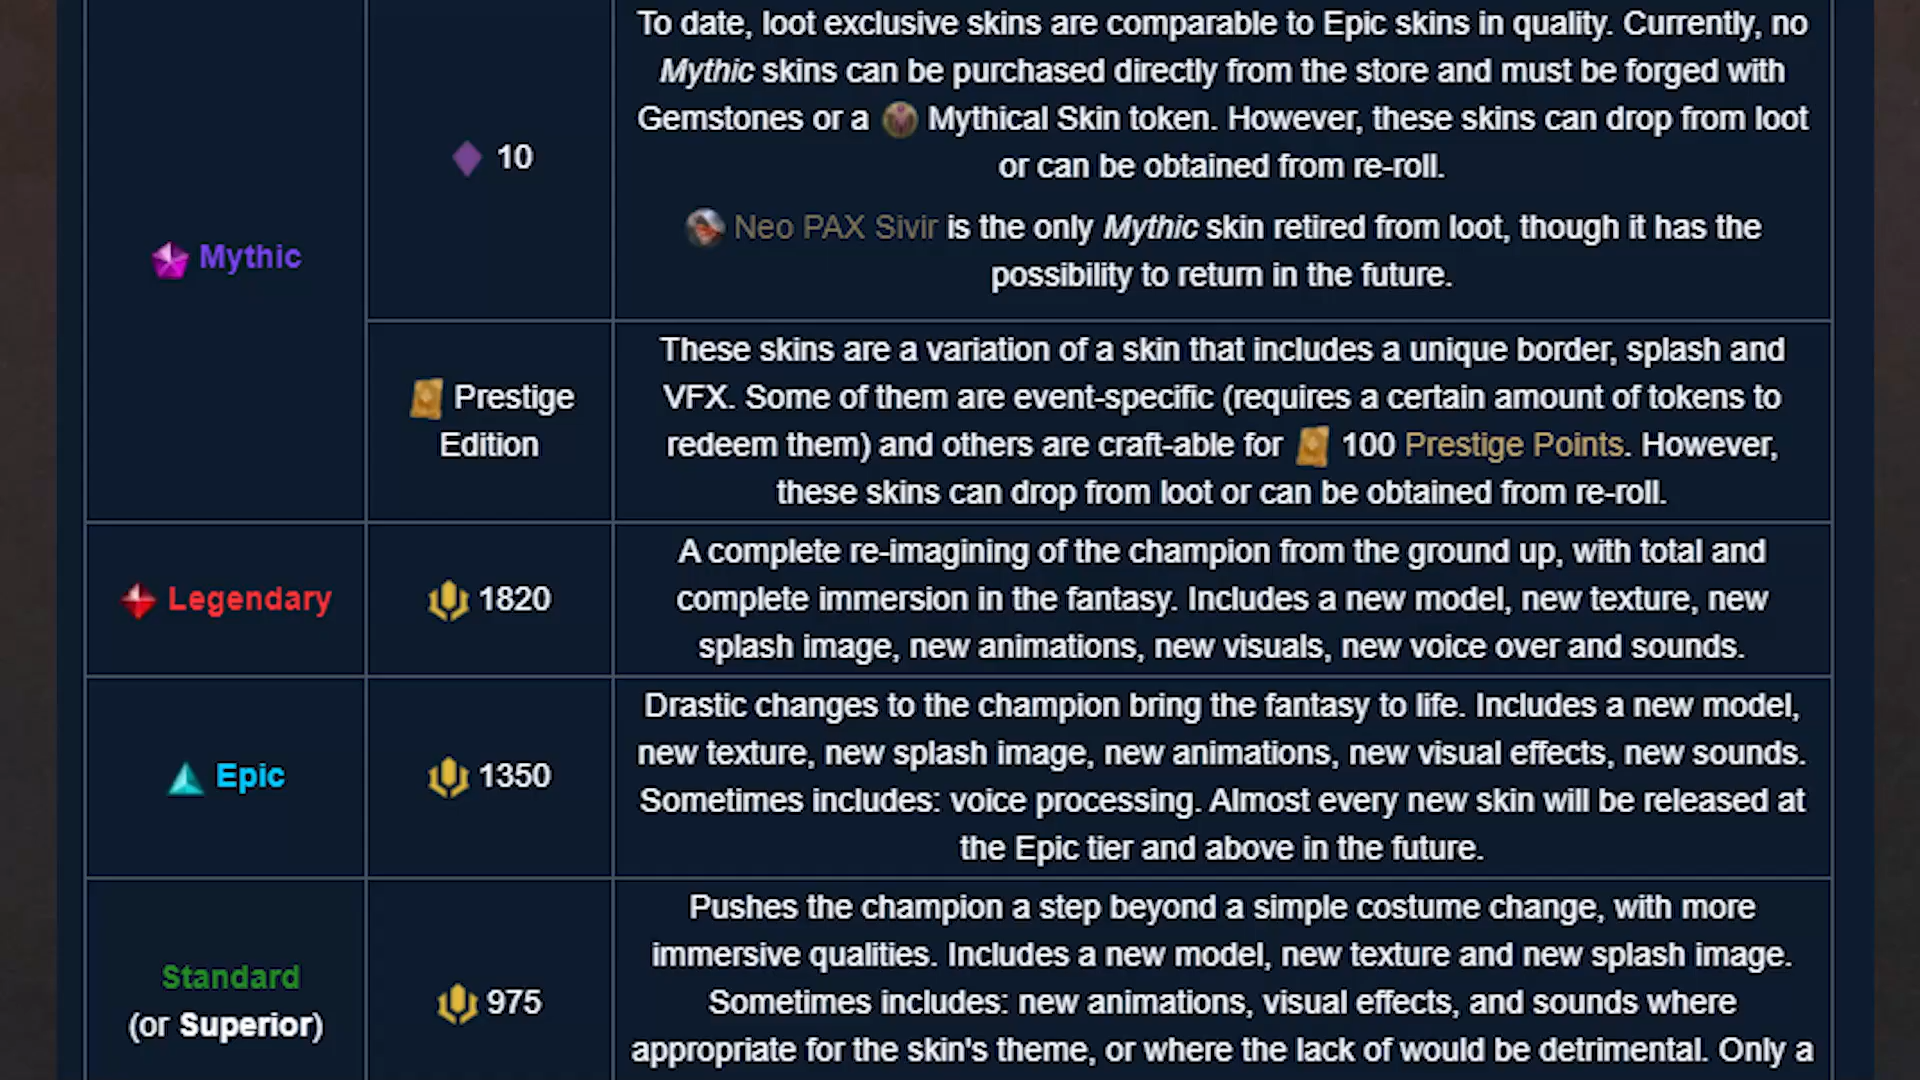 To date, loot exclusive skins are comparable to Epic skins in quality. Currently, no
Mythic skins can be purchased directly from the store and must be forged with
Gemstones or a Mythical Skin token. However, these skins can drop from loot
or can be obtained from re-roll.
10
Neo PAX Sivir is the only Mythic skin retired from loot, though it has the
possibility to return in the future.
Mythic
These skins are a variation of a skin that includes a unique border, splash and
VFX. Some of them are event-specific (requires a certain amount of tokens to
redeem them) and others are craft-able for 100 Prestige Points. However,
these skins can drop from loot or can be obtained from re-roll.
Prestige
Edition
Legendary
1820
A complete re-imagining of the champion from the ground up, with total and
complete immersion in the fantasy. Includes a new model, new texture, new
splash image, new animations, new visuals, new voice over and sounds.
Epic
1350
Drastic changes to the champion bring the fantasy to life. Includes a new model,
new texture, new splash image, new animations, new visual effects, new sounds.
Sometimes includes: voice processing. Almost every new skin will be released at
the Epic tier and above in the future.
Standard
(or Superior)
975
Pushes the champion a step beyond a simple costume change, with more
immersive qualities. Includes a new model, new texture and new splash image.
Sometimes includes: new animations, visual effects, and sounds where
appropriate for the skin's theme, or where the lack of would be detrimental. Only a